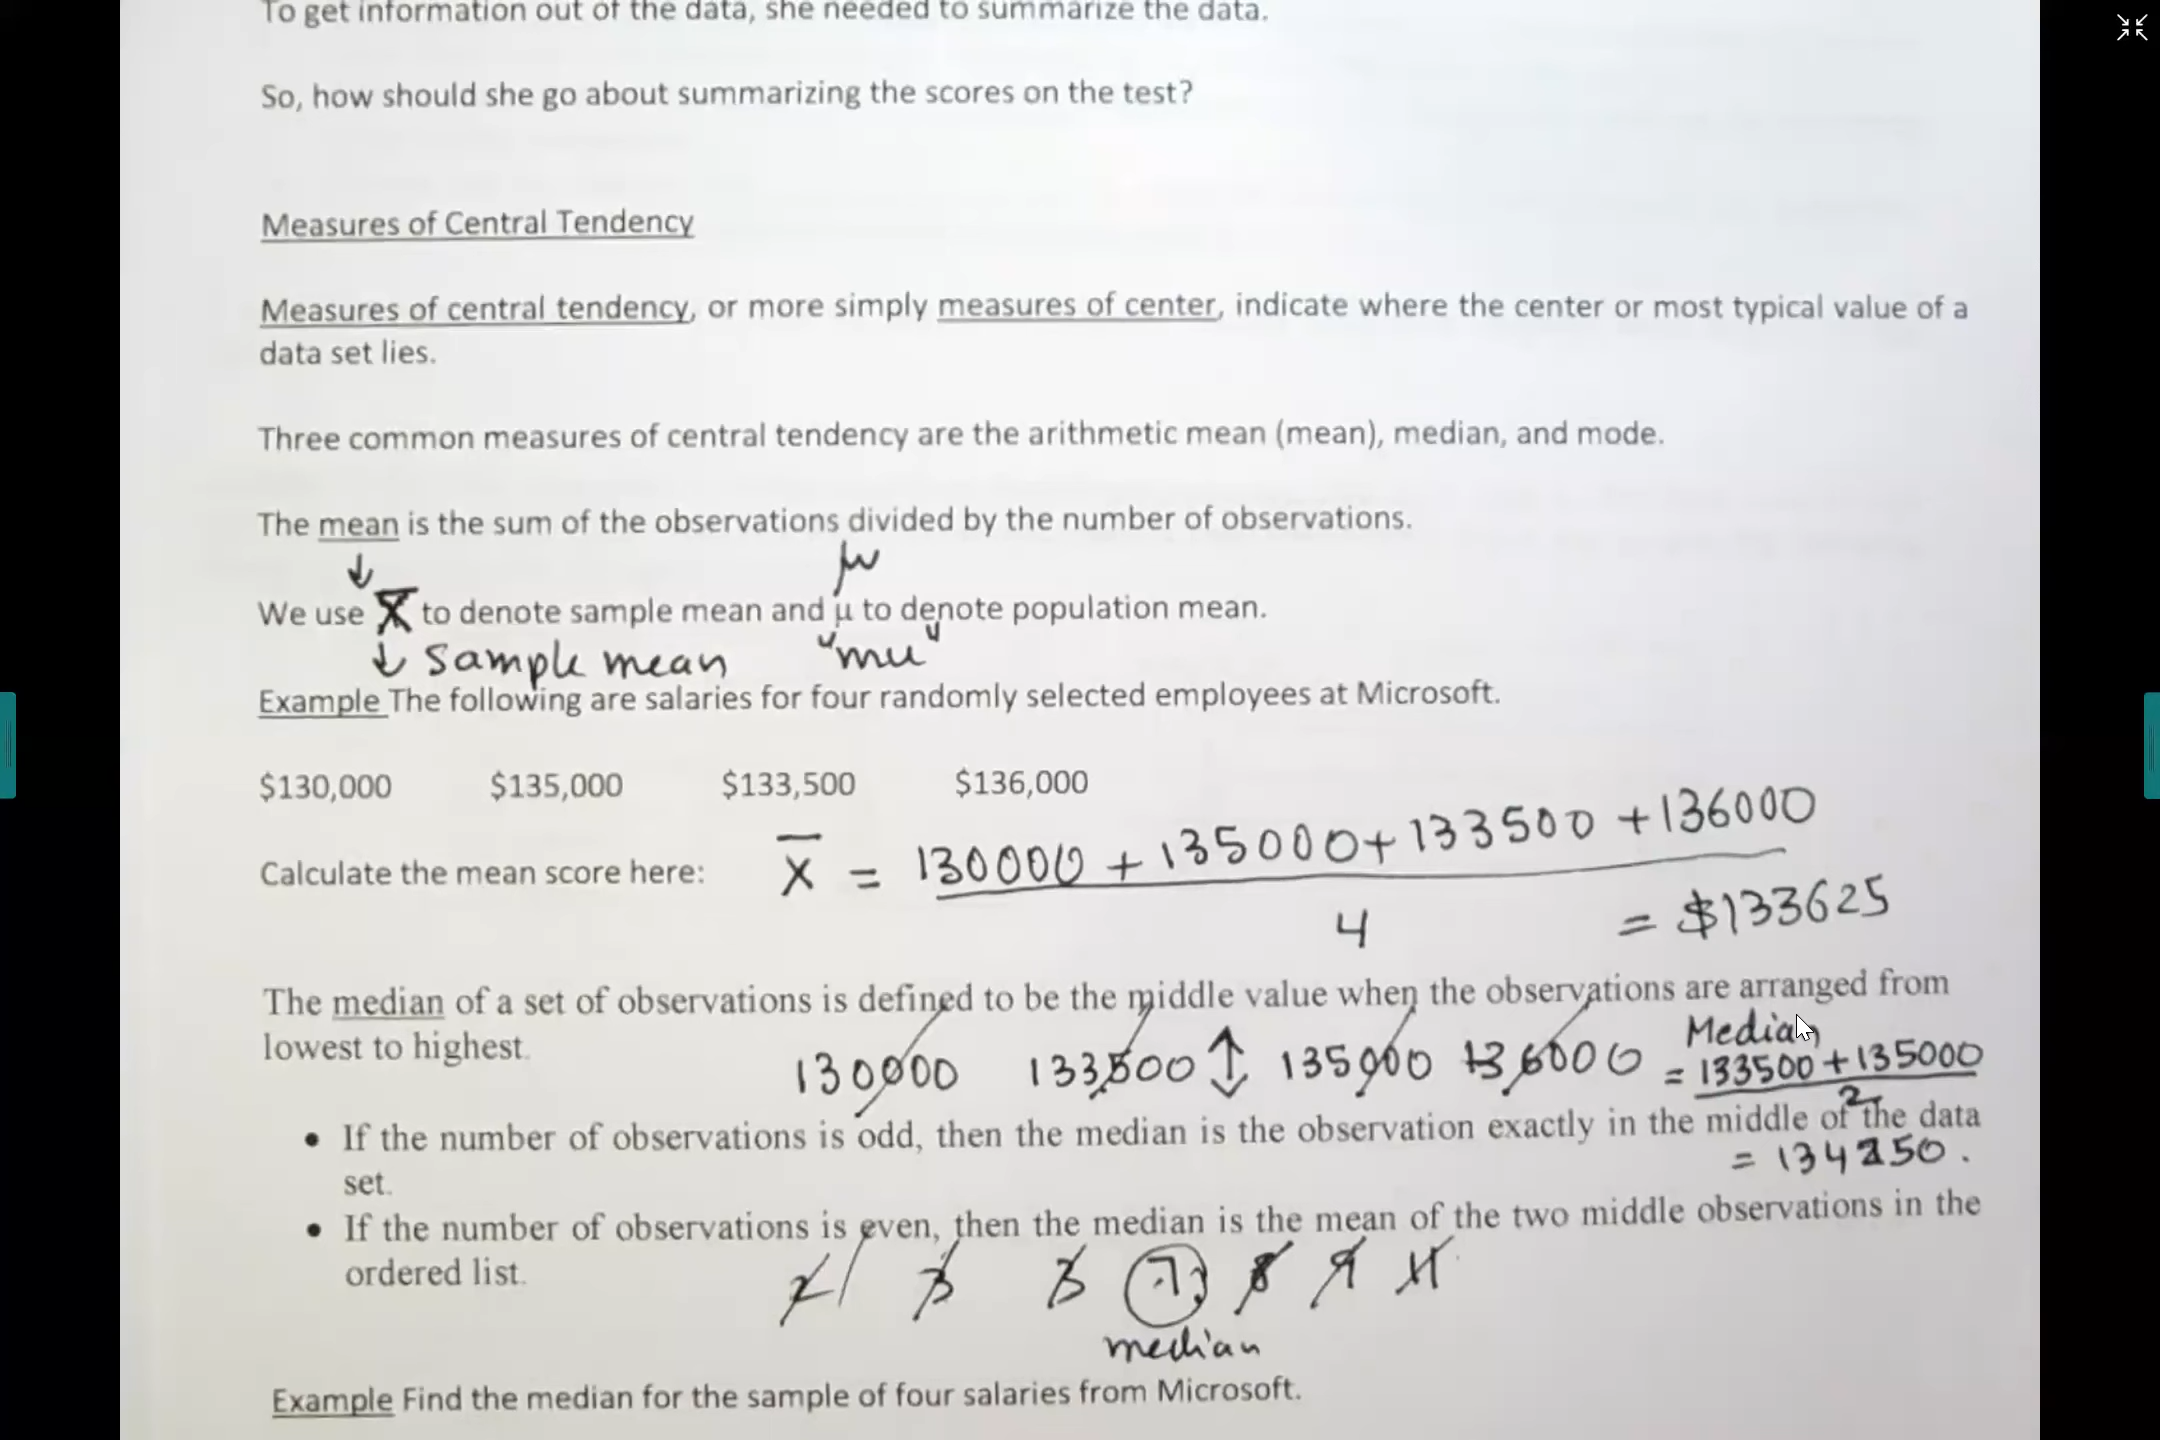 To get information out of the data, she needed to summarize the data.
So, how should she go about summarizing the scores on the test?
Measures of Central Tendency
Measures of central tendency, or more simply measures of center, indicate where the center or most typical value of a
data set lies.
Three common measures of central tendency are the arithmetic mean (mean), median, and mode.
The mean is the sum of the observations divided by the number of observations.
↓ μ
We use X̄ to denote sample mean and μ to denote population mean.
↓ sample mean "mu"
Example The following are salaries for four randomly selected employees at Microsoft.
$130,000 $135,000 $133,500 $136,000
Calculate the mean score here: X̄ = 130000 + 135000 + 133500 + 136000
4 = $133625
The median of a set of observations is defined to be the middle value when the observations are arranged from
lowest to highest.
Median
130000 133500 ↕ 135000 136000 = 133500 + 135000
2
• If the number of observations is odd, then the median is the observation exactly in the middle of the data
set.
= 134250.
• If the number of observations is even, then the median is the mean of the two middle observations in the
ordered list.
2 3 3 7 8 9 11
median
Example Find the median for the sample of four salaries from Microsoft.